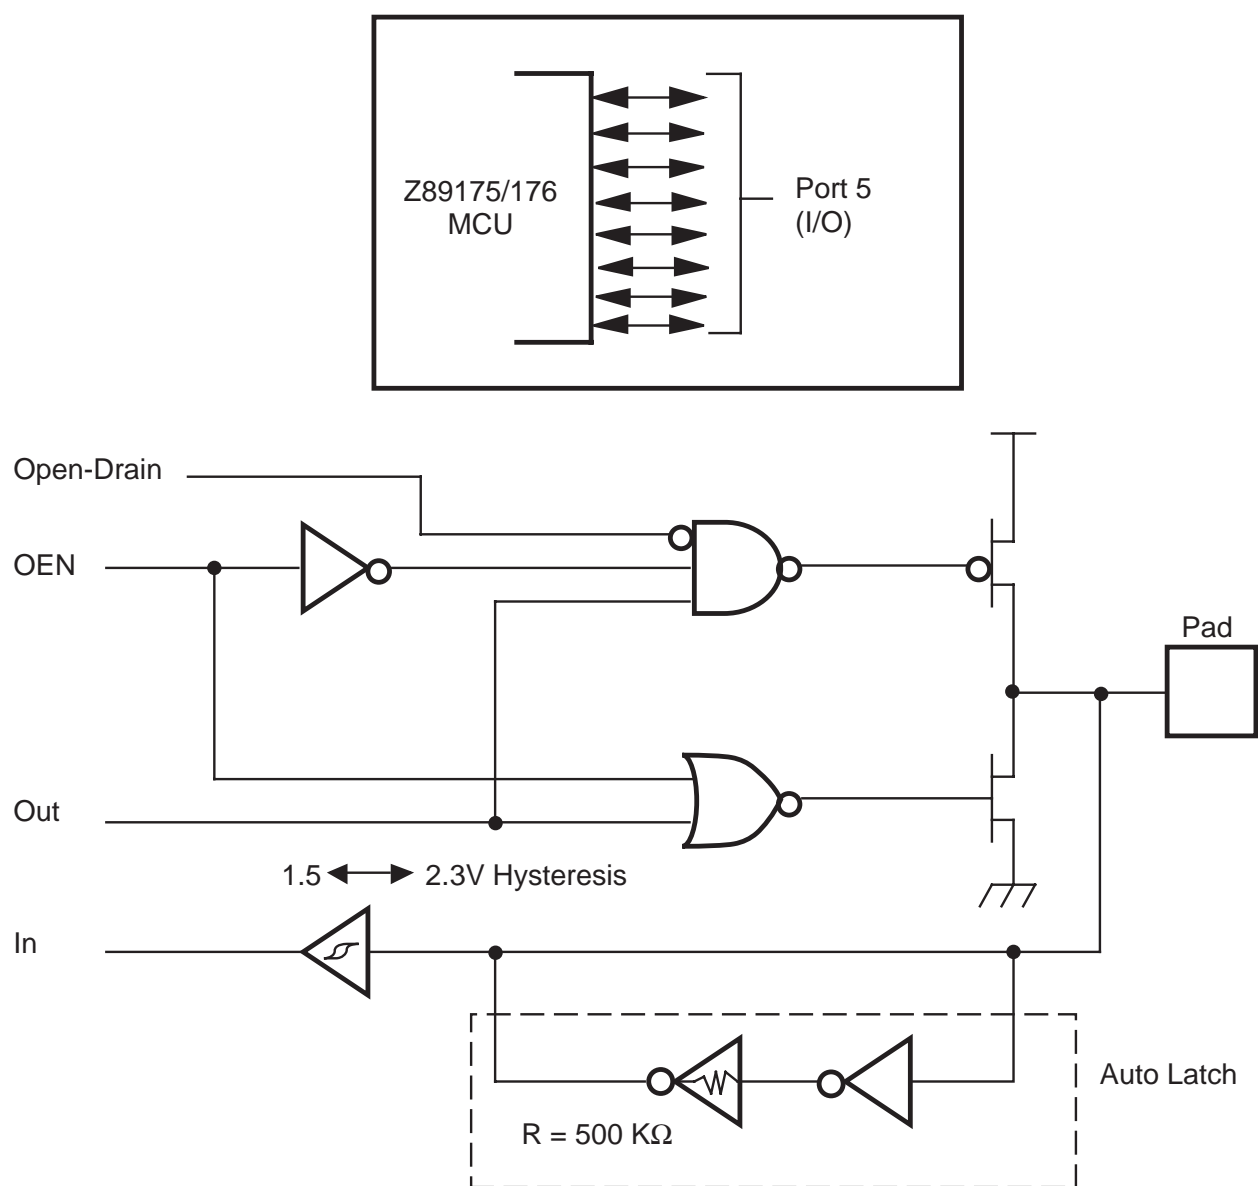 Z89175/176
MCU
Port 5
(I/O)
Open-Drain
OEN
Pad
Out
1.5 2.3V Hysteresis
In
Auto Latch
R = 500 KΩ